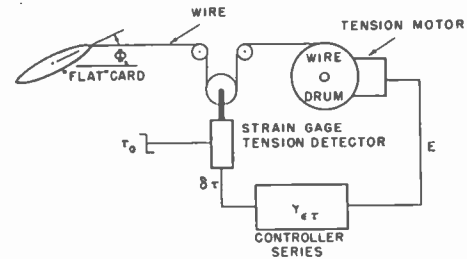 WIRE
TENSION MOTOR
Φ
"FLAT" CARD
WIRE
DRUM
STRAIN GAGE
TENSION DETECTOR
τ₀
E
δτ
Yετ
CONTROLLER
SERIES